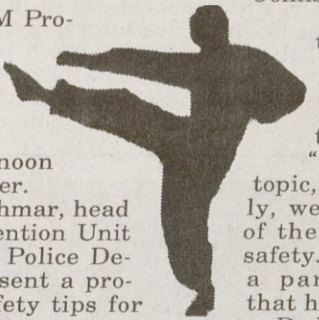 M Pro-
noon
er.
hmar, head
ention Unit
Police De-
sent a pro-
fety tips for
"
topic,
ly, we
of the
safety.
a par
that h